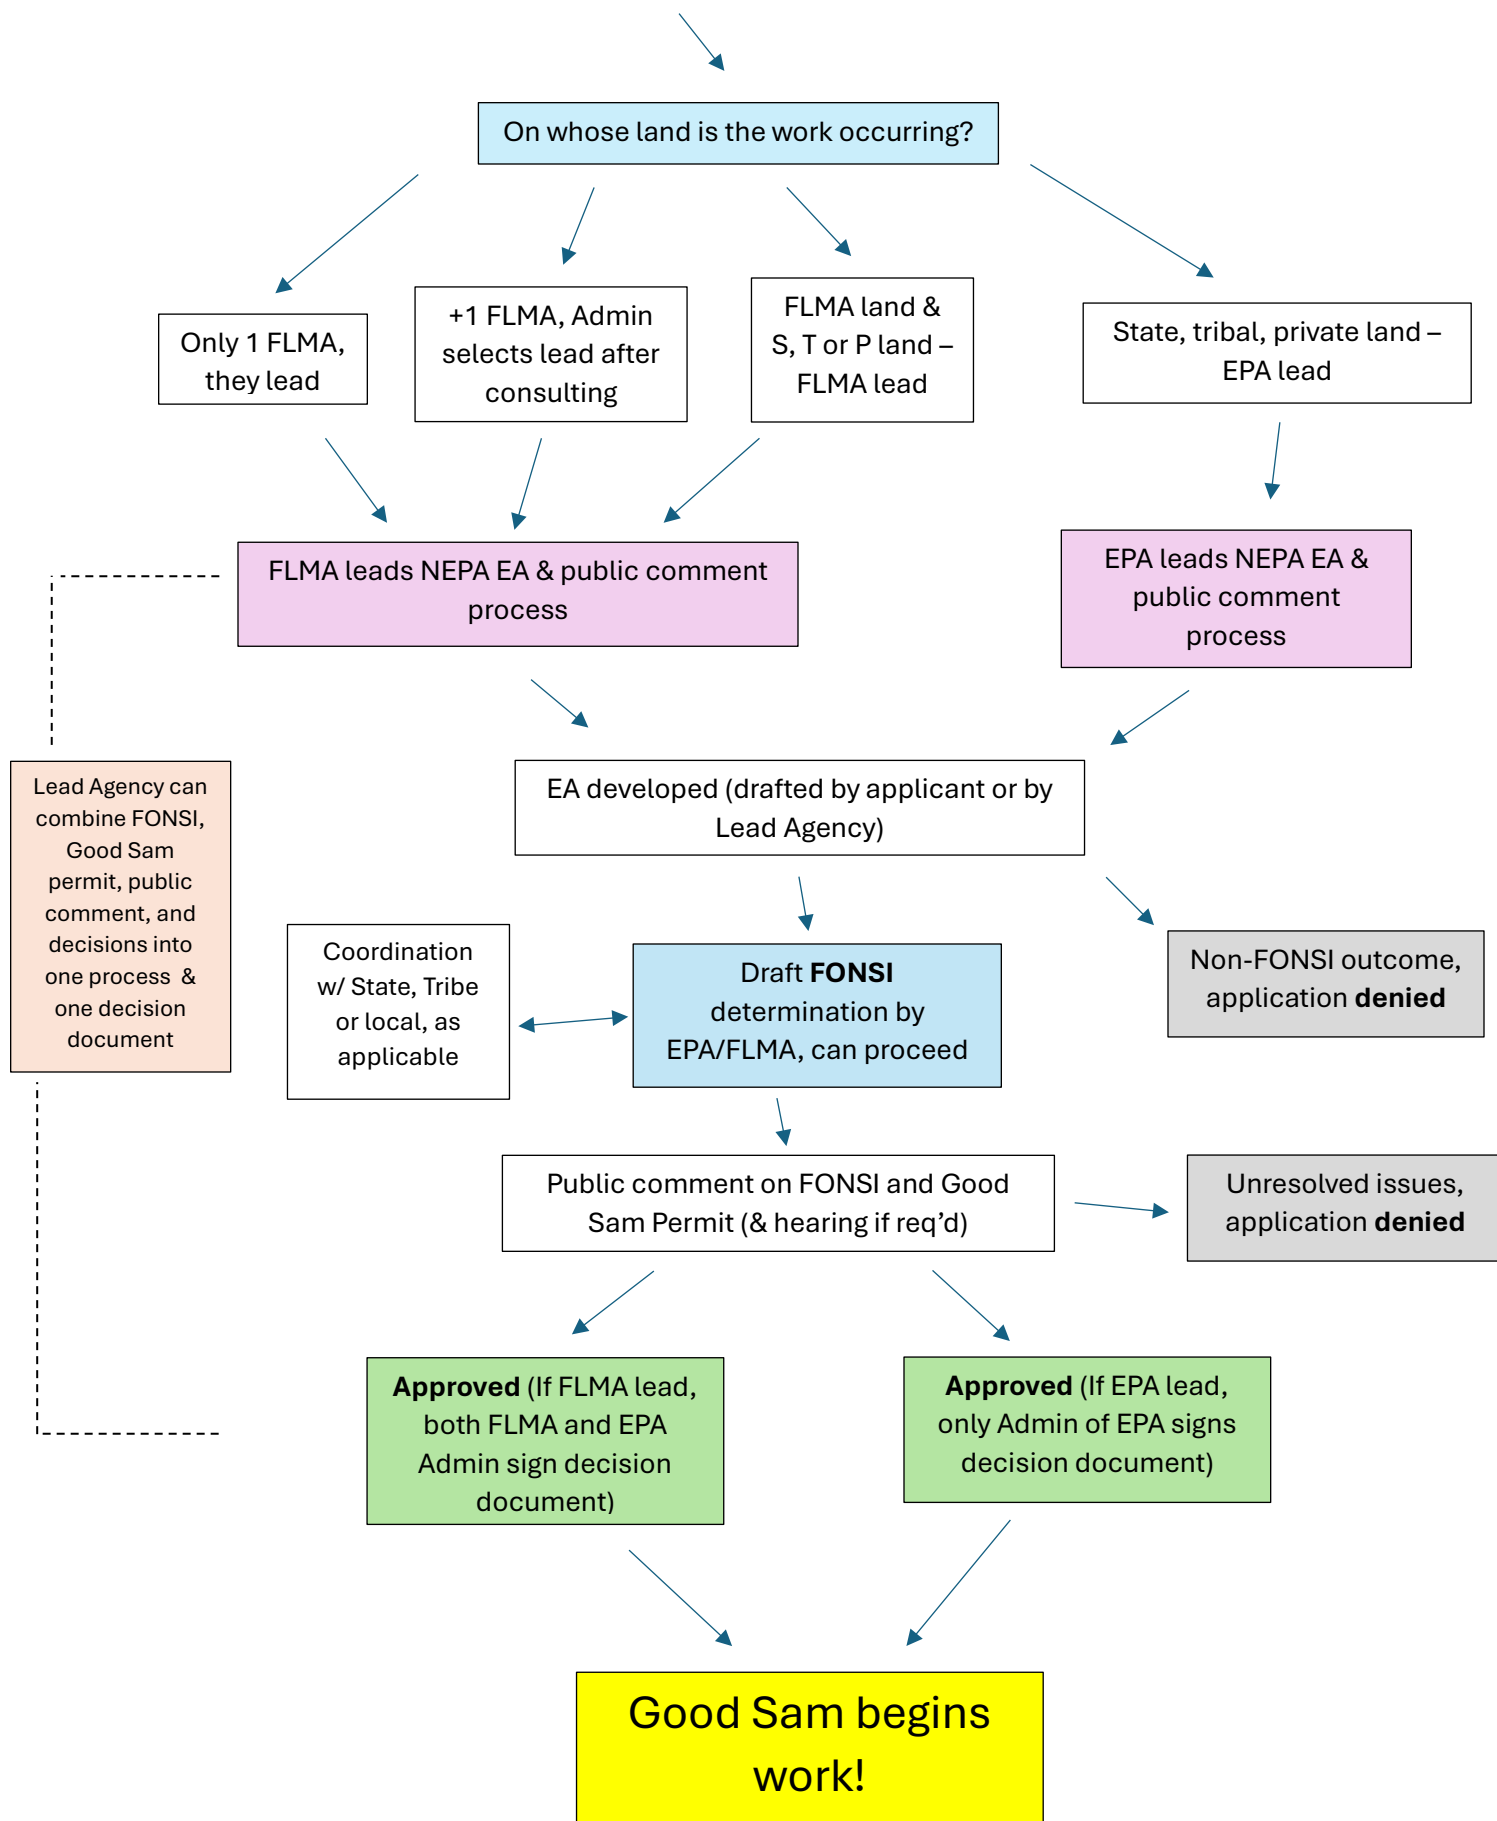 On whose land is the work occurring?
Only 1 FLMA,
they lead
+1 FLMA, Admin
selects lead after
consulting
FLMA land &
S, T or P land –
FLMA lead
State, tribal, private land –
EPA lead
FLMA leads NEPA EA & public comment
process
EPA leads NEPA EA &
public comment
process
Lead Agency can
combine FONSI,
Good Sam
permit, public
comment, and
decisions into
one process  &
one decision
document
EA developed (drafted by applicant or by
Lead Agency)
Coordination
w/ State, Tribe
or local, as
applicable
Draft FONSI
determination by
EPA/FLMA, can proceed
Non-FONSI outcome,
application denied
Public comment on FONSI and Good
Sam Permit (& hearing if req’d)
Unresolved issues,
application denied
Approved (If FLMA lead,
both FLMA and EPA
Admin sign decision
document)
Approved (If EPA lead,
only Admin of EPA signs
decision document)
Good Sam begins
work!